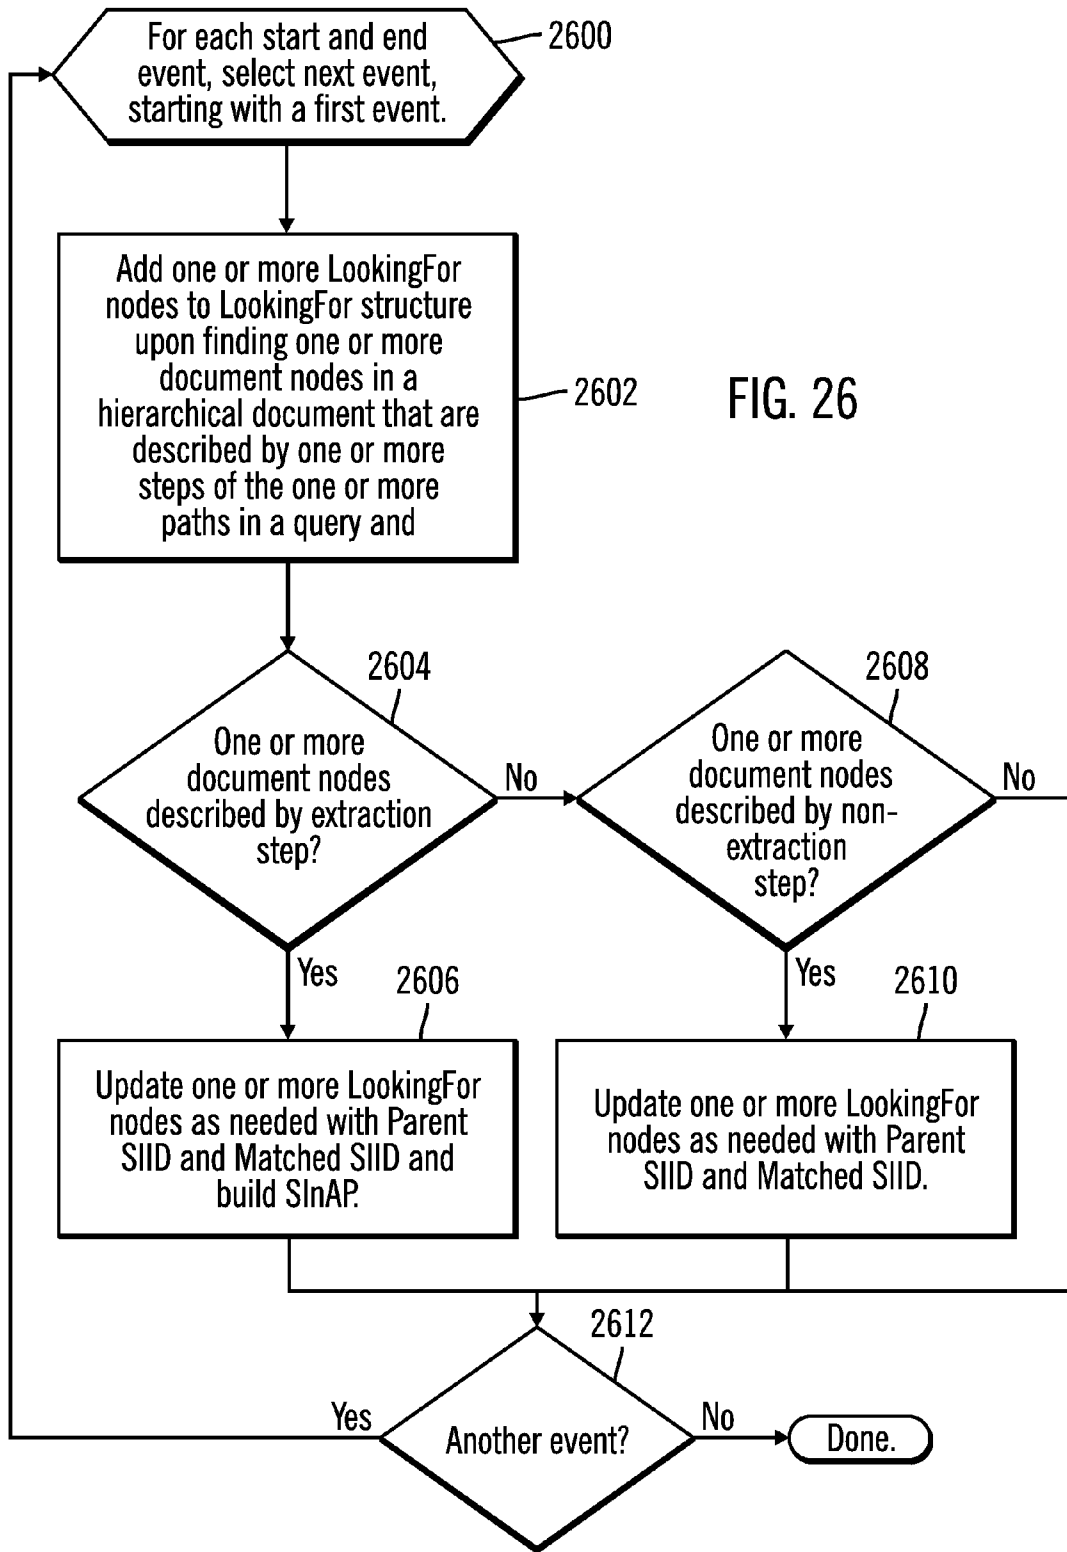 For each start and end
event, select next event,
starting with a first event.
2600
Add one or more LookingFor
nodes to LookingFor structure
upon finding one or more
document nodes in a
hierarchical document that are
described by one or more
steps of the one or more
paths in a query and
2602
FIG. 26
2604
One or more
document nodes
described by extraction
step?
No
Yes
2608
One or more
document nodes
described by non-
extraction
step?
No
Yes
2606
Update one or more LookingFor
nodes as needed with Parent
SIID and Matched SIID and
build SInAP.
2610
Update one or more LookingFor
nodes as needed with Parent
SIID and Matched SIID.
2612
Another event?
Yes
No
Done.